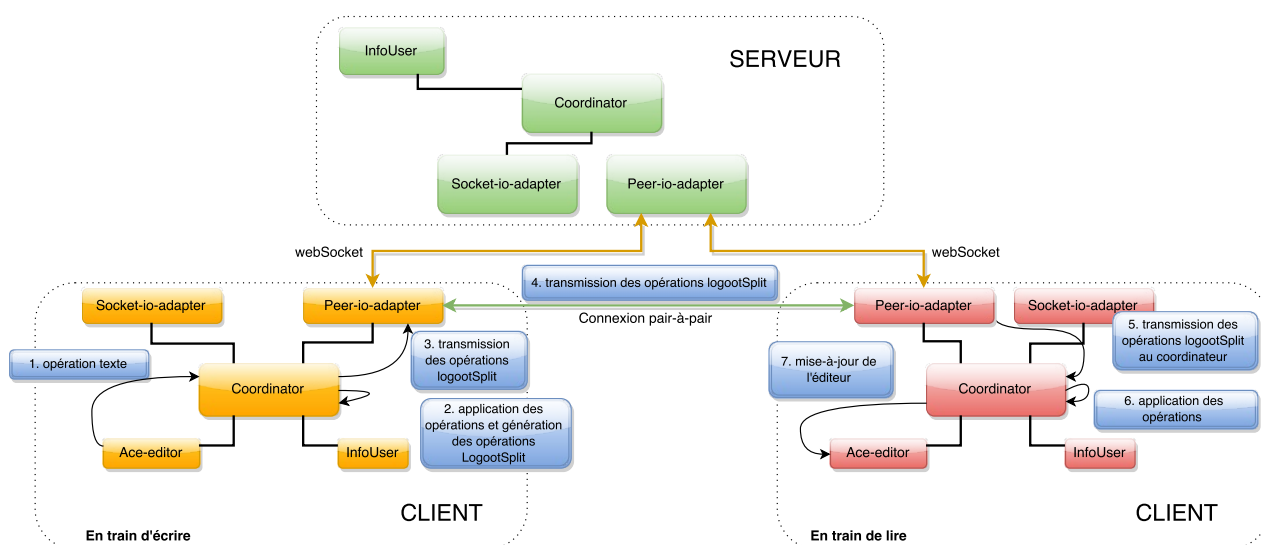 InfoUser
SERVEUR
Coordinator
Socket-io-adapter
Peer-io-adapter
webSocket
webSocket
4. transmission des opérations logootSplit
Connexion pair-à-pair
Socket-io-adapter
Peer-io-adapter
1. opération texte
3. transmission
des opérations
logootSplit
Coordinator
2. application des
opérations et génération
des opérations
LogootSplit
Ace-editor
InfoUser
CLIENT
En train d'écrire
Peer-io-adapter
Socket-io-adapter
5. transmission des
opérations logootSplit
au coordinateur
7. mise-à-jour de
l'éditeur
Coordinator
6. application des
opérations
Ace-editor
InfoUser
CLIENT
En train de lire